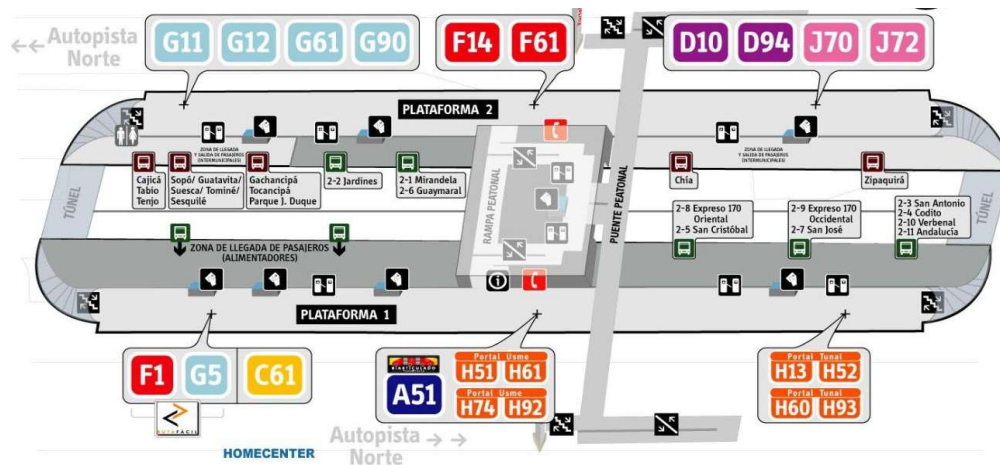 ← ← Autopista
Norte
G11 G12 G61 G90
F14 F61
D10 D94 J70 J72
PLATAFORMA 2
ZONA DE LLEGADA
Y SALIDA DE PASAJEROS
(INTERMUNICIPALES)
ZONA DE LLEGADA
Y SALIDA DE PASAJEROS
(INTERMUNICIPALES)
Cajicá
Tabio
Tenjo
Sopó/ Guatavita/
Suesca/ Tominé/
Sesquilé
Gachancipá
Tocancipá
Parque J. Duque
2-2 Jardines
2-1 Mirandela
2-6 Guaymaral
Chía
Zipaquirá
TÚNEL
RAMPA PEATONAL
PUENTE PEATONAL
TÚNEL
2-8 Expreso 170
Oriental
2-5 San Cristóbal
2-9 Expreso 170
Occidental
2-7 San José
2-3 San Antonio
2-4 Codito
2-10 Verbenal
2-11 Andalucía
ZONA DE LLEGADA DE PASAJEROS
(ALIMENTADORES)
PLATAFORMA 1
F1 G5 C61
BIARTICULADO
A51
Portal Usme
H51 H61
Portal Usme
H74 H92
Portal Tunal
H13 H52
Portal Tunal
H60 H93
RUTAFACIL
HOMECENTER
Autopista → →
Norte